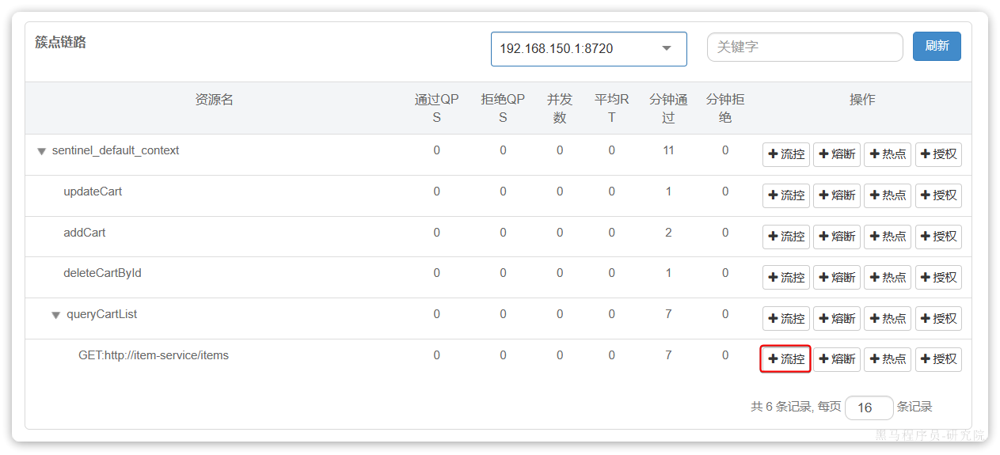 簇点链路 192.168.150.1:8720 关键字 刷新
资源名 通过QPS 拒绝QPS 并发数 平均RT 分钟通过 分钟拒绝 操作
sentinel_default_context 0 0 0 0 11 0 流控 熔断 热点 授权
updateCart 0 0 0 0 1 0 流控 熔断 热点 授权
addCart 0 0 0 0 2 0 流控 熔断 热点 授权
deleteCartById 0 0 0 0 1 0 流控 熔断 热点 授权
queryCartList 0 0 0 0 7 0 流控 熔断 热点 授权
GET:http://item-service/items 0 0 0 0 7 0 流控 熔断 热点 授权
共 6 条记录, 每页 16 条记录
黑马程序员-研究院